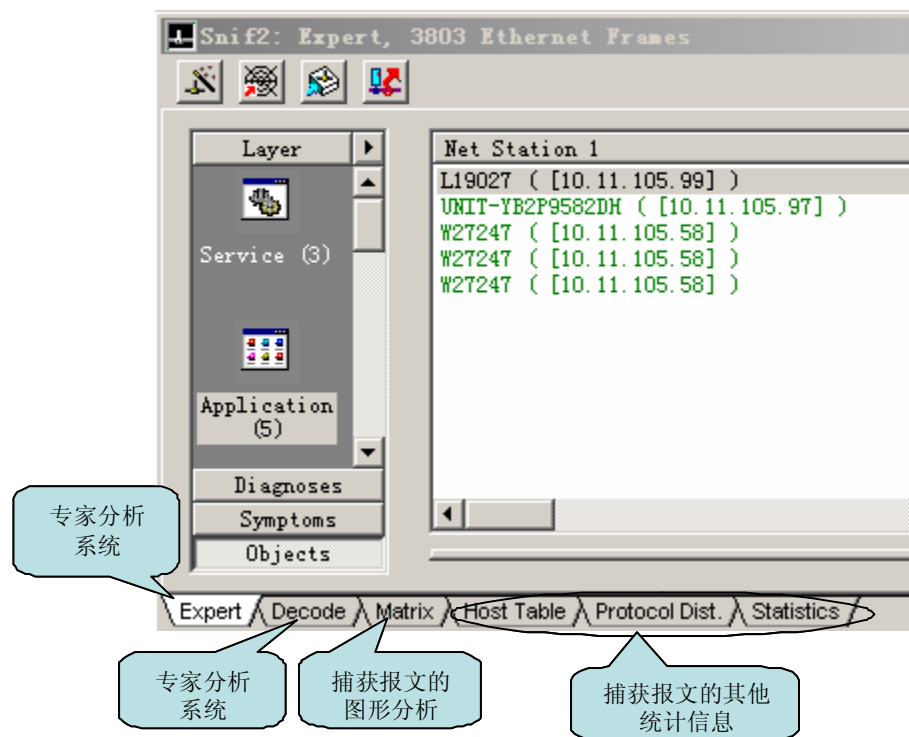 Snif2: Expert, 3803 Ethernet Frames
Layer
Service (3)
Application
(5)
Diagnoses
Symptoms
Objects
Net Station 1
L19027 ( [10.11.105.99] )
UNIT-YB2P9582DH ( [10.11.105.97] )
W27247 ( [10.11.105.58] )
W27247 ( [10.11.105.58] )
W27247 ( [10.11.105.58] )
专家分析
系统
Expert Decode Matrix Host Table Protocol Dist. Statistics
专家分析
系统
捕获报文的
图形分析
捕获报文的其他
统计信息